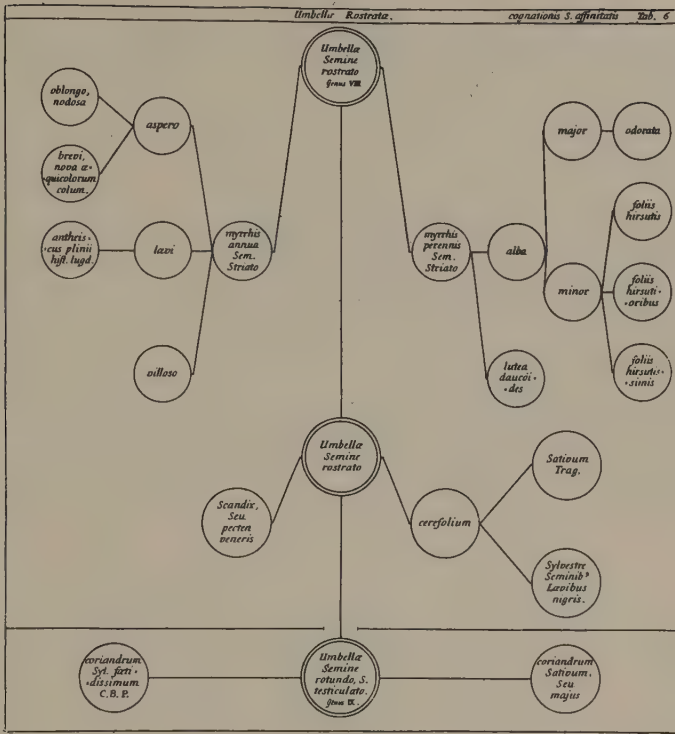 Umbellæ Rostratæ. cognationis S. affinitatis Tab. 6
Umbellæ
Semine
rostrato
Genus VIII
oblongo,
nodosa
aspero
brevi,
nova æ-
quicolorum
colum.
anthris-
cus plinii
hist. lugd.
lævi
villoso
myrrhis
annua
Sem.
Striato
myrrhis
perennis
Sem.
Striato
alba
major
odorata
minor
foliis
hirsutis
foliis
hirsuti-
oribus
foliis
hirsutis-
simis
lutea
daucoi-
des
Umbellæ
Semine
rostrato
Scandix,
Seu.
pecten
veneris
cerefolium
Sativum
Trag.
Sylvestre
Seminib⁹
Lævibus
nigris.
coriandrum
Syl. fœti-
dissimum
C.B.P.
Umbellæ
Semine
rotundo, S.
testiculato.
Genus IX.
coriandrum
Sativum.
Seu
majus